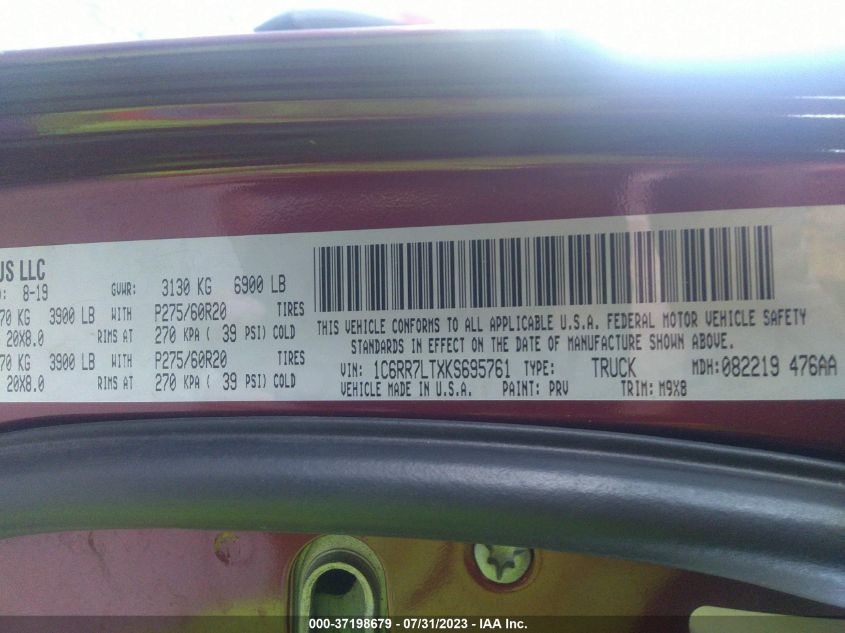 US LLC
: 8-19 GVWR: 3130 KG 6900 LB
70 KG 3900 LB WITH P275/60R20 TIRES
20X8.0 RIMS AT 270 KPA ( 39 PSI) COLD
70 KG 3900 LB WITH P275/60R20 TIRES
20X8.0 RIMS AT 270 KPA ( 39 PSI) COLD
THIS VEHICLE CONFORMS TO ALL APPLICABLE U.S.A. FEDERAL MOTOR VEHICLE SAFETY
STANDARDS IN EFFECT ON THE DATE OF MANUFACTURE SHOWN ABOVE.
VIN: 1C6RR7LTXKS695761 TYPE: TRUCK MDH:082219 476AA
VEHICLE MADE IN U.S.A. PAINT: PRV TRIM: M9X8
000-37198679 / 07/31/2023 - IAA Inc.